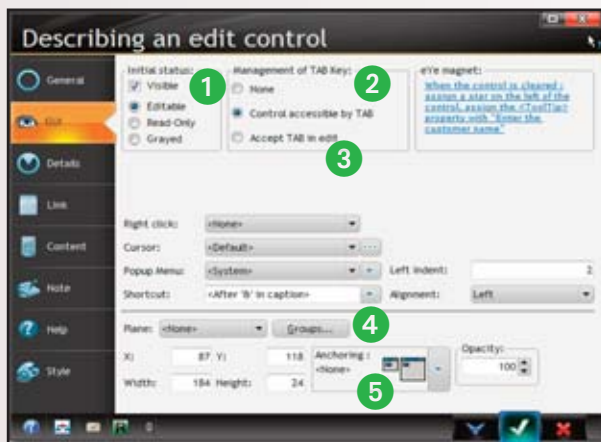 Describing an edit control
General
GUI
Details
Link
Content
Note
Help
Style
Initial status:
Visible
Editable
Read-Only
Grayed
1
Management of TAB Key:
None
Control accessible by TAB
Accept TAB in edit
2
3
eYe magnet:
When the control is cleared :
assign a star on the left of the
control, assign the <ToolTip>
property with "Enter the
customer name"
Right click: <None>
Cursor: <Default>
Popup Menu: <System> Left indent: 2
Shortcut: <After '&' in caption> Alignment: Left
Plane: <None> Groups... 4
X: 87 Y: 118 Anchoring : <None> Opacity: 100
Width: 184 Height: 24
5